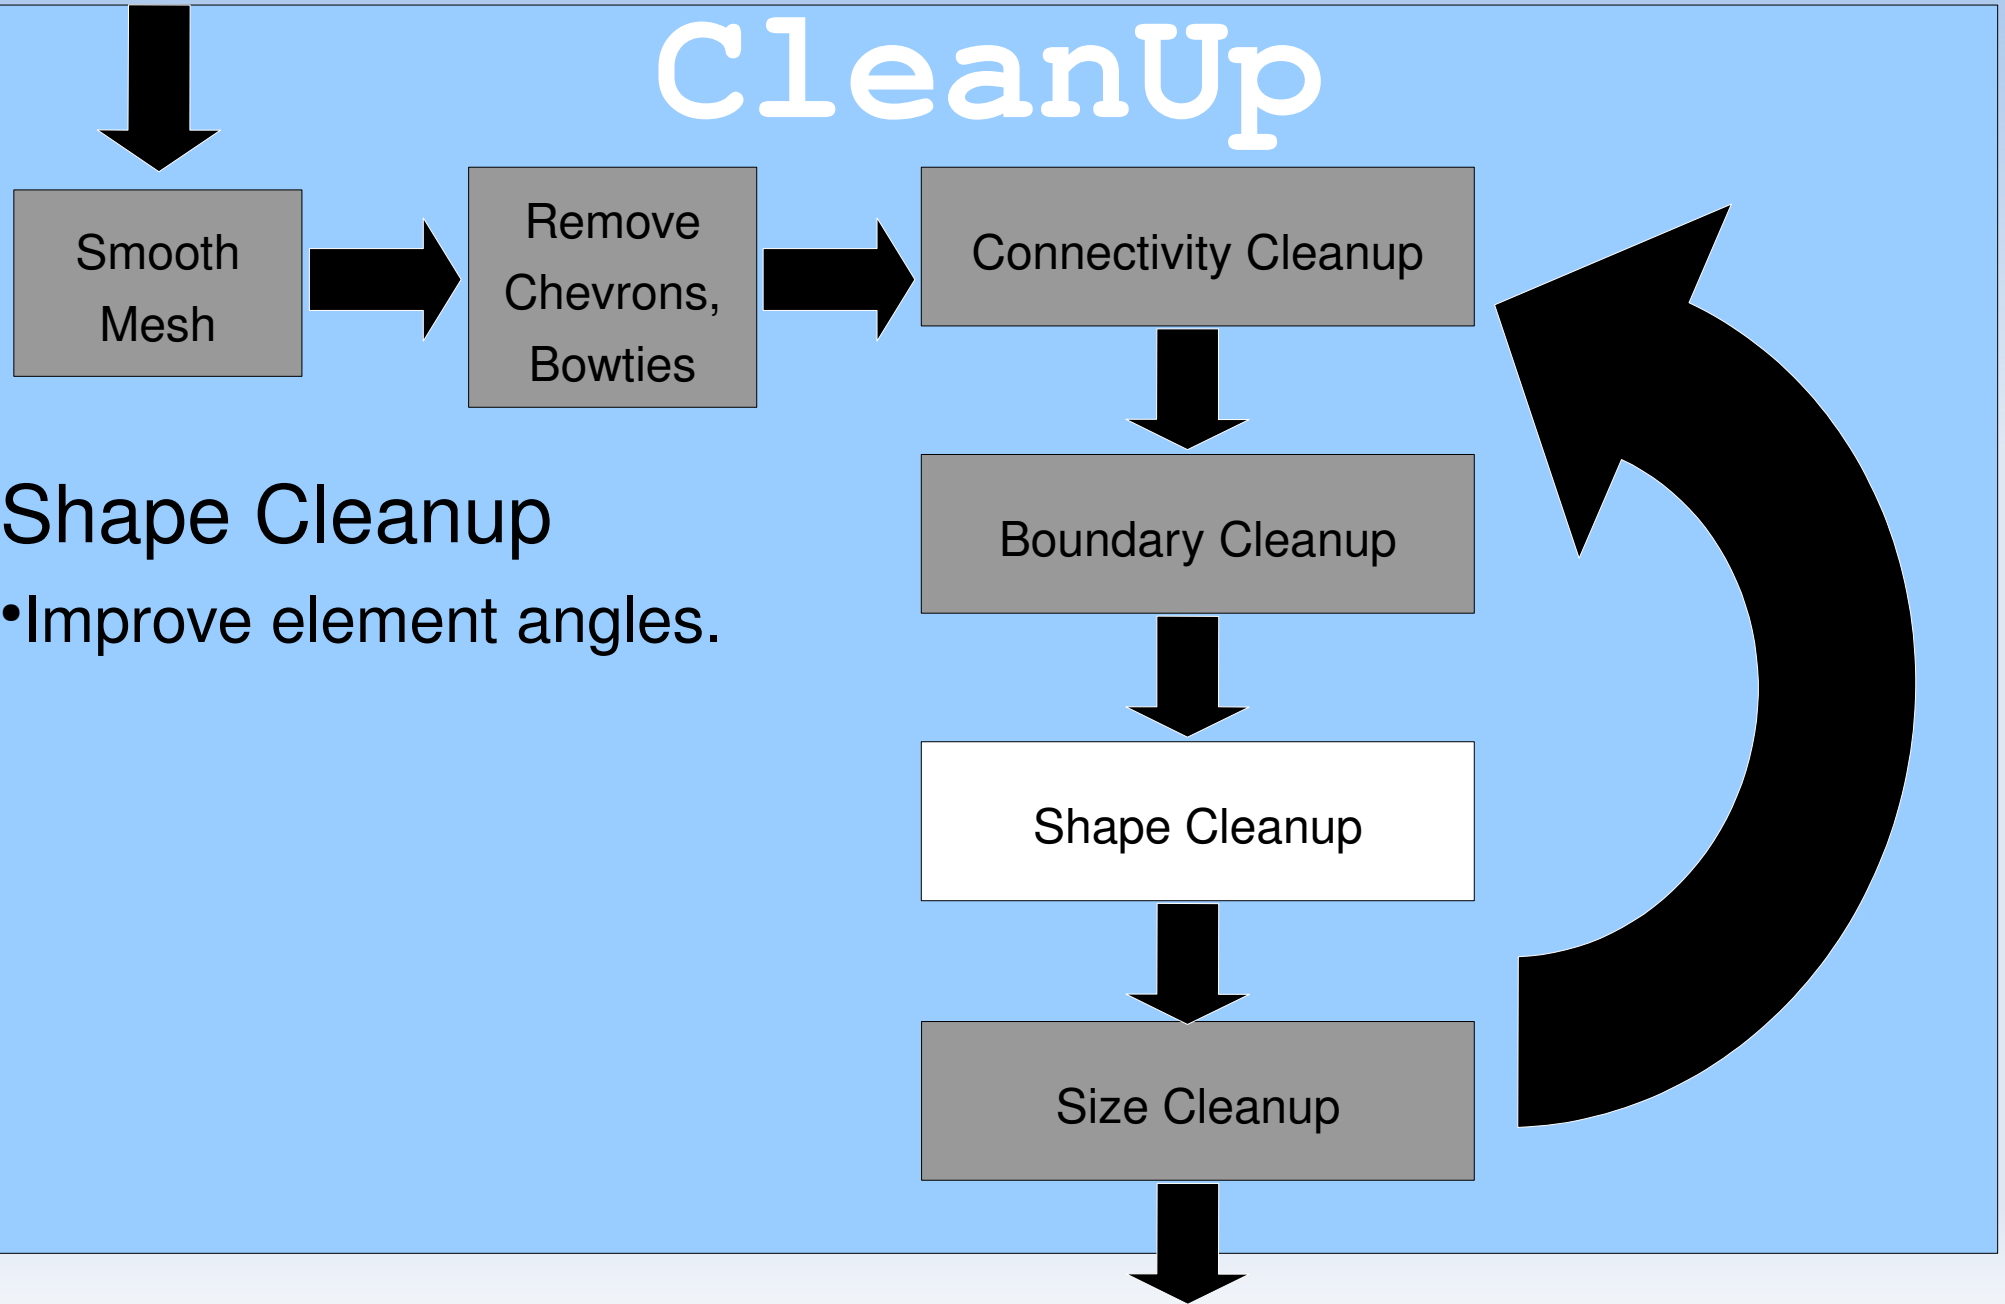 CleanUp
Smooth
Mesh
Remove
Chevrons,
Bowties
Connectivity Cleanup
Shape Cleanup
•Improve element angles.
Boundary Cleanup
Shape Cleanup
Size Cleanup